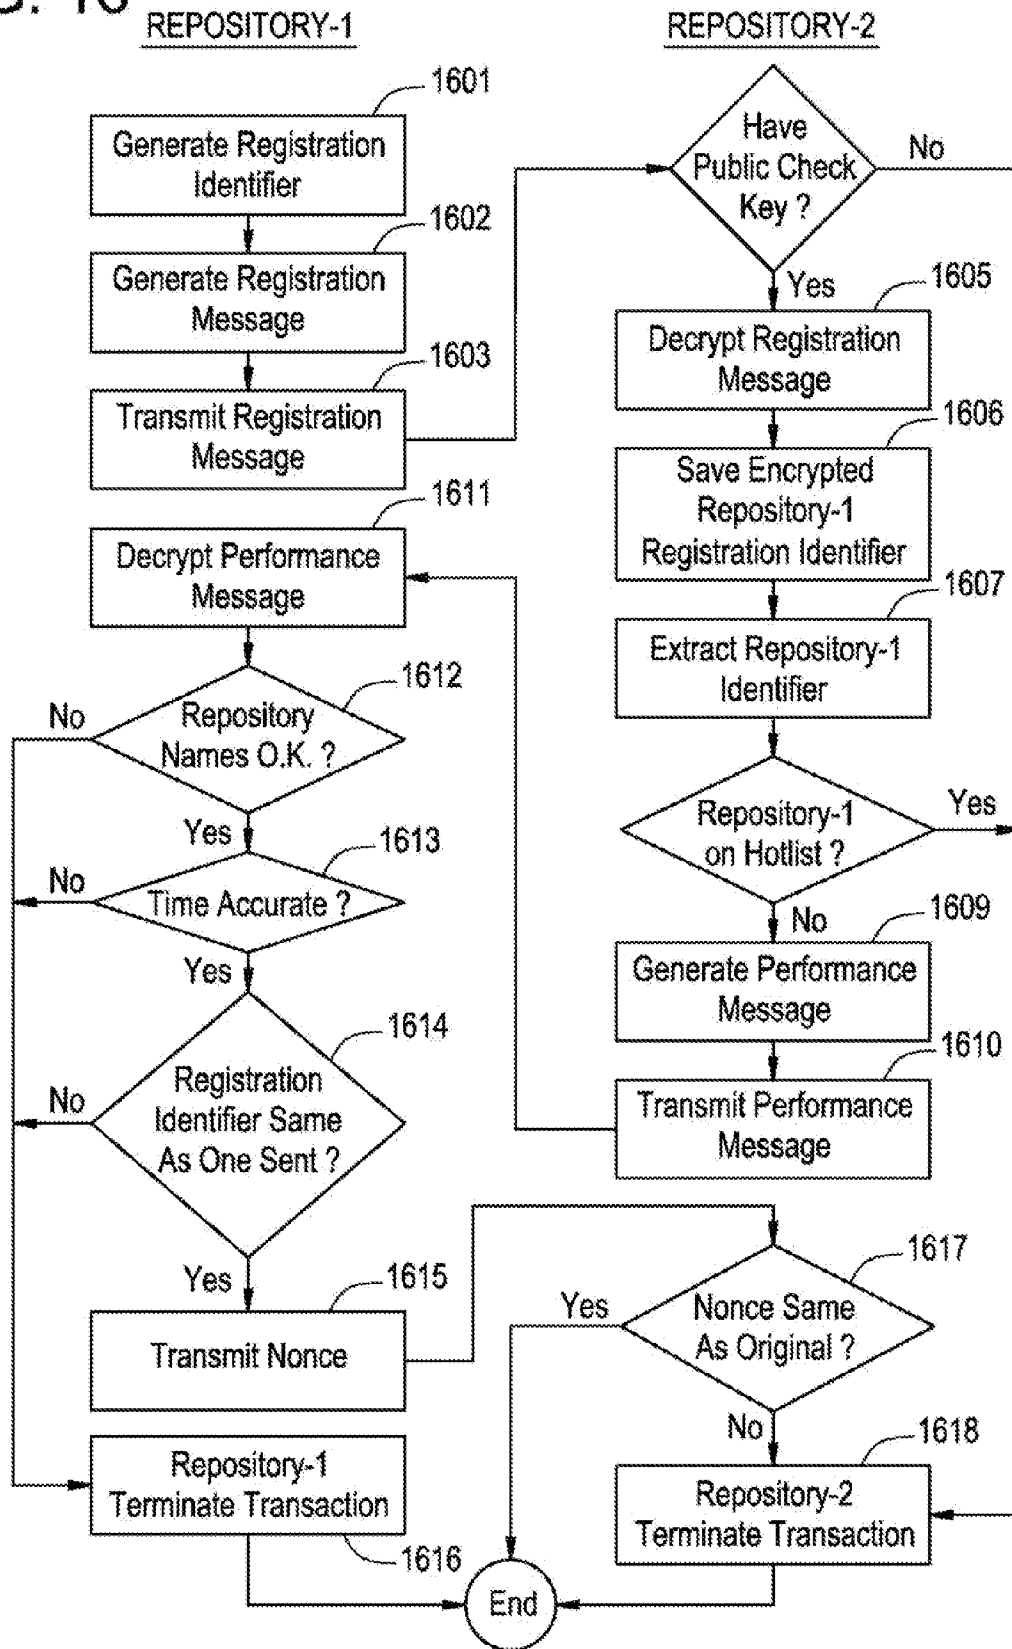 REPOSITORY-1
1601
Generate Registration
Identifier
1602
Generate Registration
Message
1603
Transmit Registration
Message
1611
Decrypt Performance
Message
1612
Repository
Names O.K. ?
No
Yes
1613
Time Accurate ?
No
Yes
1614
Registration
Identifier Same
As One Sent ?
No
Yes
1615
Transmit Nonce
Repository-1
Terminate Transaction
1616
REPOSITORY-2
Have
Public Check
Key ?
No
Yes
1605
Decrypt Registration
Message
1606
Save Encrypted
Repository-1
Registration Identifier
1607
Extract Repository-1
Identifier
Repository-1
on Hotlist ?
Yes
No
1609
Generate Performance
Message
1610
Transmit Performance
Message
1617
Nonce Same
As Original ?
Yes
No
1618
Repository-2
Terminate Transaction
End